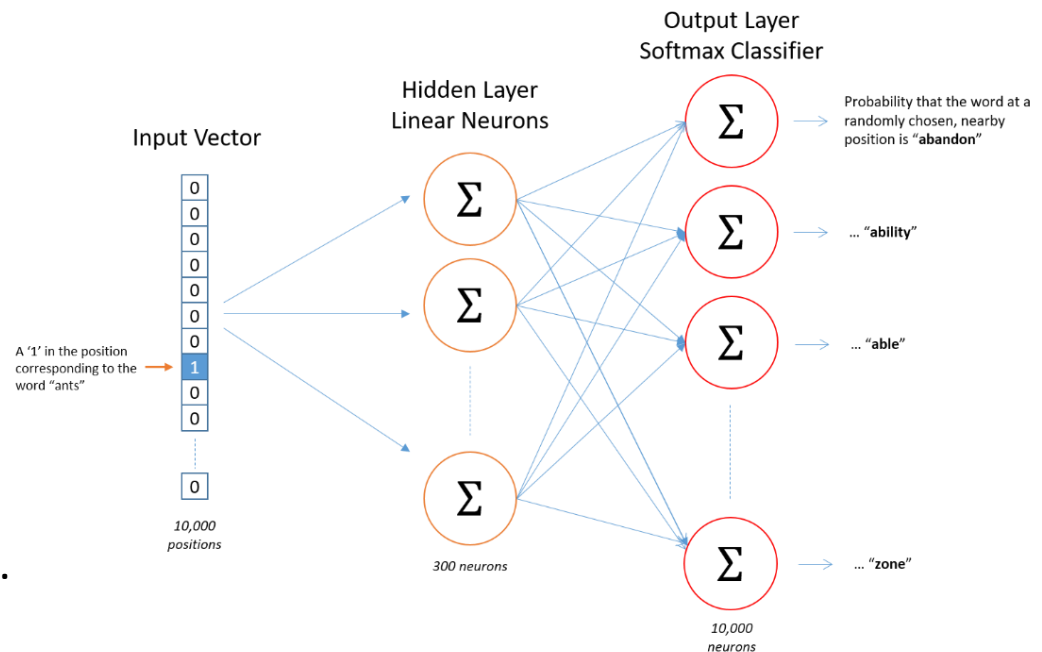 Output Layer
Softmax Classifier
Hidden Layer
Linear Neurons
Input Vector
0
0
0
0
0
0
0
1
0
0
0
A ‘1’ in the position
corresponding to the
word “ants”
10,000
positions
Σ
Σ
Σ
300 neurons
Σ
Σ
Σ
Σ
10,000
neurons
Probability that the word at a
randomly chosen, nearby
position is “abandon”
... “ability”
... “able”
... “zone”